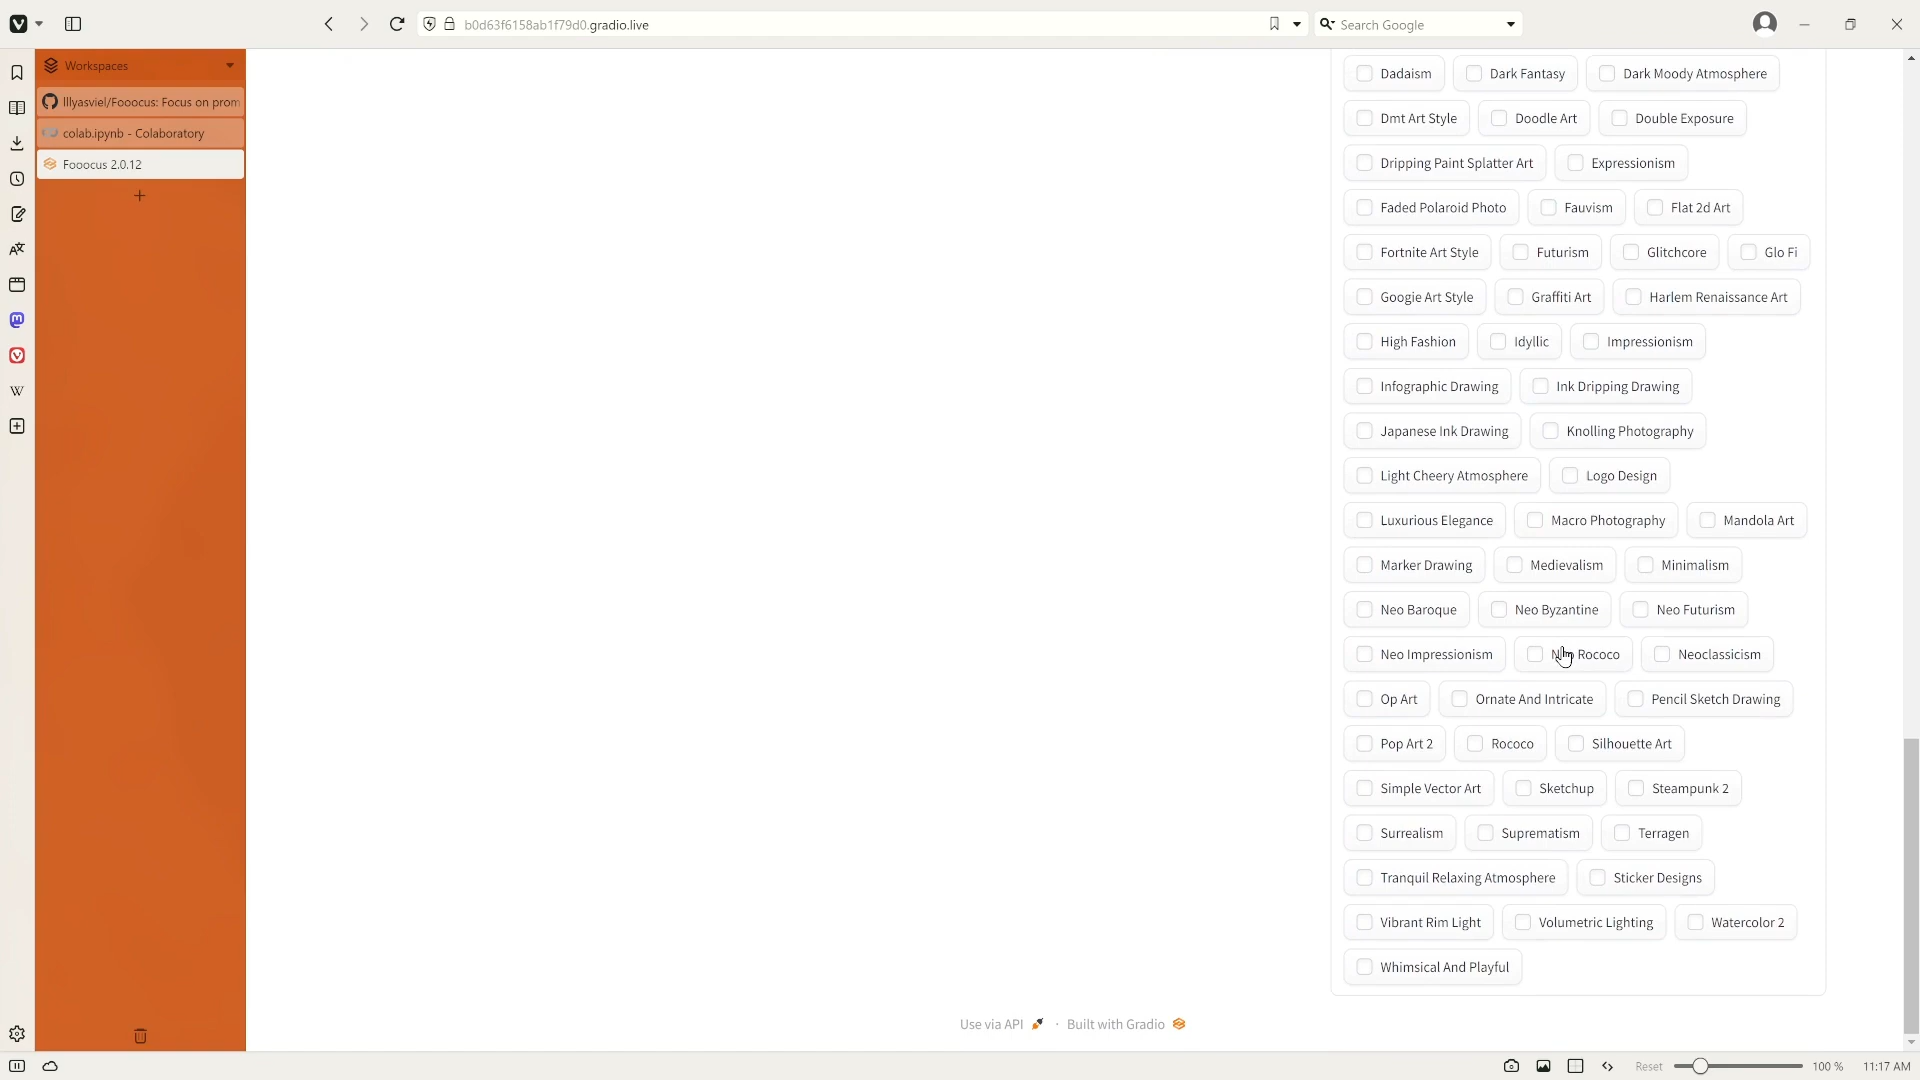 b0d63f6158ab1f79d0.gradio.live
Search Google
Workspaces
lllyasviel/Fooocus: Focus on prom
colab.ipynb - Colaboratory
Fooocus 2.0.12
Dadaism Dark Fantasy Dark Moody Atmosphere
Dmt Art Style Doodle Art Double Exposure
Dripping Paint Splatter Art Expressionism
Faded Polaroid Photo Fauvism Flat 2d Art
Fortnite Art Style Futurism Glitchcore Glo Fi
Googie Art Style Graffiti Art Harlem Renaissance Art
High Fashion Idyllic Impressionism
Infographic Drawing Ink Dripping Drawing
Japanese Ink Drawing Knolling Photography
Light Cheery Atmosphere Logo Design
Luxurious Elegance Macro Photography Mandola Art
Marker Drawing Medievalism Minimalism
Neo Baroque Neo Byzantine Neo Futurism
Neo Impressionism Rococo Neoclassicism
Op Art Ornate And Intricate Pencil Sketch Drawing
Pop Art 2 Rococo Silhouette Art
Simple Vector Art Sketchup Steampunk 2
Surrealism Suprematism Terragen
Tranquil Relaxing Atmosphere Sticker Designs
Vibrant Rim Light Volumetric Lighting Watercolor 2
Whimsical And Playful
Use via API · Built with Gradio
Reset 100 % 11:17 AM